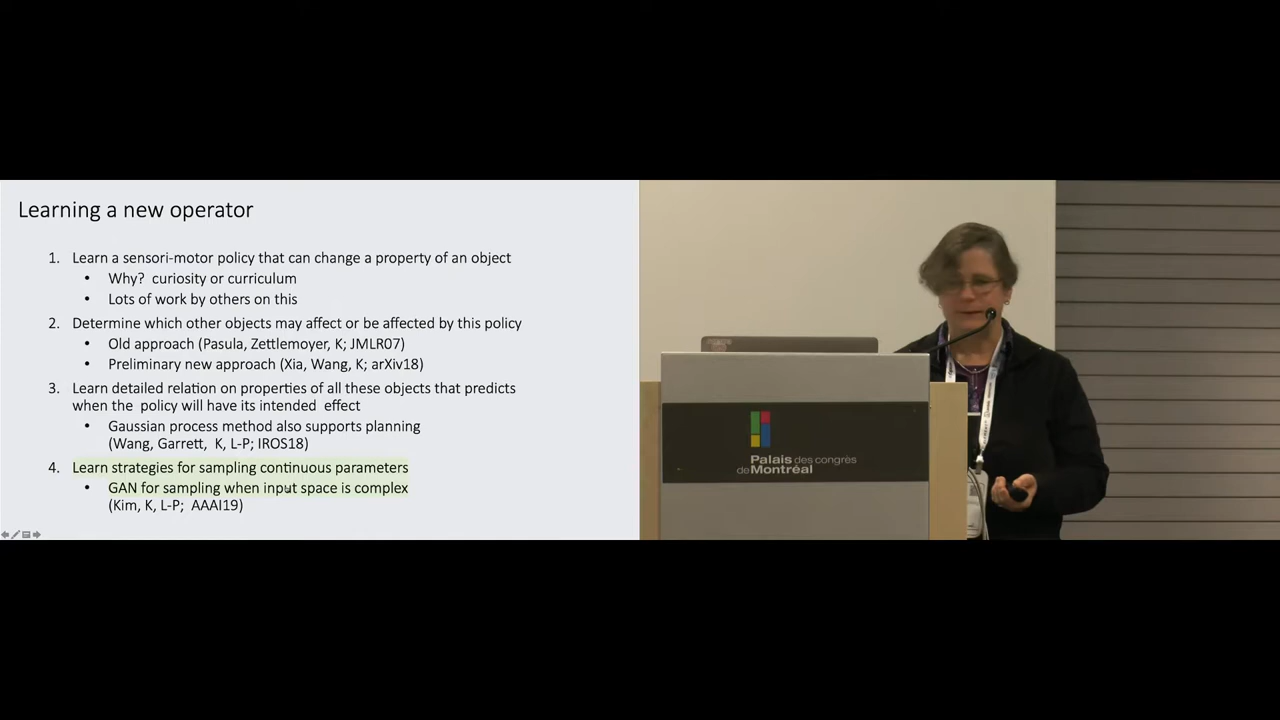 Learning a new operator
1. Learn a sensori-motor policy that can change a property of an object
• Why? curiosity or curriculum
• Lots of work by others on this
2. Determine which other objects may affect or be affected by this policy
• Old approach (Pasula, Zettlemoyer, K; JMLR07)
• Preliminary new approach (Xia, Wang, K; arXiv18)
3. Learn detailed relation on properties of all these objects that predicts
when the policy will have its intended effect
• Gaussian process method also supports planning
(Wang, Garrett, K, L-P; IROS18)
4. Learn strategies for sampling continuous parameters
• GAN for sampling when input space is complex
(Kim, K, L-P; AAAI19)
Palais des congrès
de Montréal